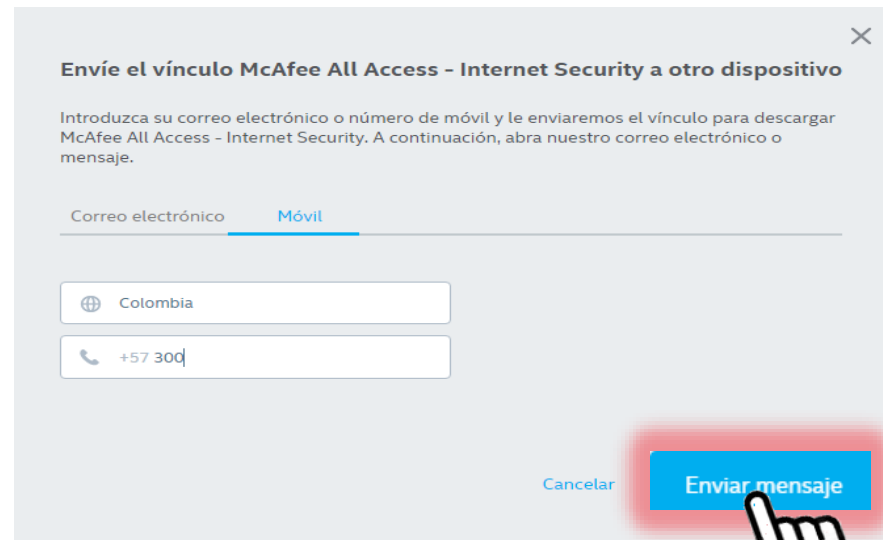 Envíe el vínculo McAfee All Access - Internet Security a otro dispositivo
Introduzca su correo electrónico o número de móvil y le enviaremos el vínculo para descargar
McAfee All Access - Internet Security. A continuación, abra nuestro correo electrónico o
mensaje.
Correo electrónico Móvil
Colombia
+57 300
Cancelar Enviar mensaje